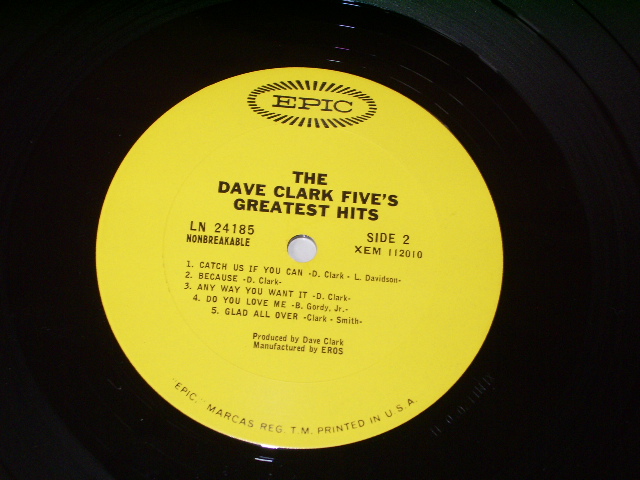 EPIC
THE
DAVE CLARK FIVE'S
GREATEST HITS
LN 24185
NONBREAKABLE
SIDE 2
XEM 112010
1. CATCH US IF YOU CAN -D. Clark - L. Davidson-
2. BECAUSE -D. Clark-
3. ANY WAY YOU WANT IT -D. Clark-
4. DO YOU LOVE ME -B. Gordy, Jr.-
5. GLAD ALL OVER -Clark - Smith-
Produced by Dave Clark
Manufactured by EROS
"EPIC," MARCAS REG. T.M. PRINTED IN U.S.A.